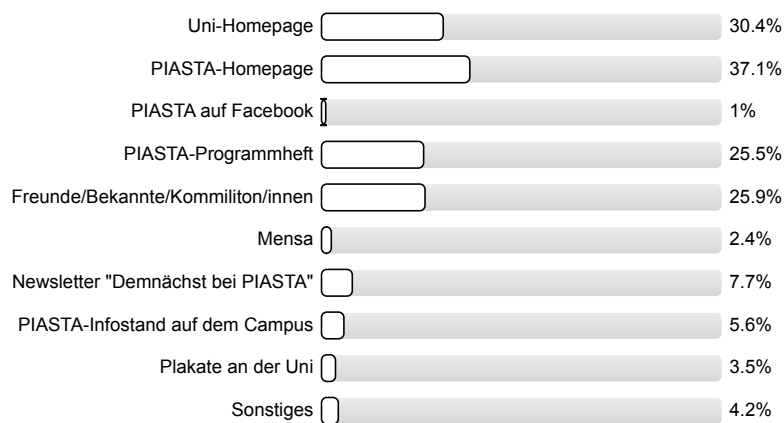 Uni-Homepage 30.4%
PIASTA-Homepage 37.1%
PIASTA auf Facebook 1%
PIASTA-Programmheft 25.5%
Freunde/Bekannte/Kommiliton/innen 25.9%
Mensa 2.4%
Newsletter "Demnächst bei PIASTA" 7.7%
PIASTA-Infostand auf dem Campus 5.6%
Plakate an der Uni 3.5%
Sonstiges 4.2%